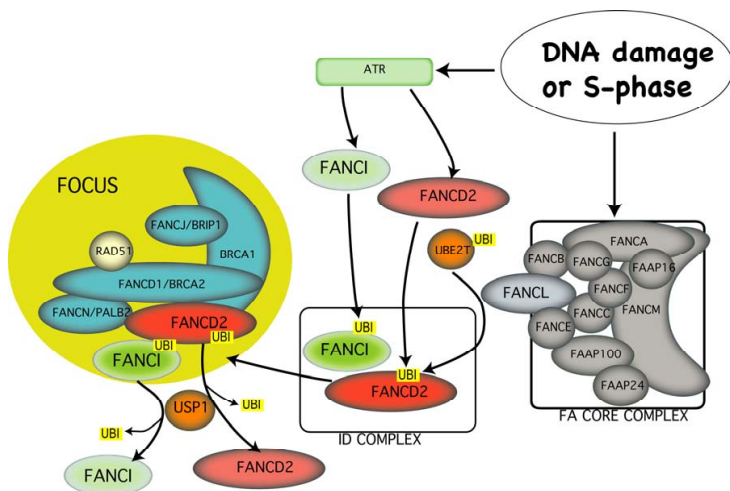 DNA damage
or S-phase
ATR
FANCI
FANCD2
FOCUS
FANCJ/BRIP1
BRCA1
RAD51
FANCD1/BRCA2
FANCN/PALB2
FANCD2
UBI
UBI
FANCI
USP1
UBI
UBI
FANCI
FANCD2
UBE2T
UBI
UBI
FANCI
UBI
FANCD2
ID COMPLEX
FANCA
FANCB
FANCG
FAAP16
FANCL
FANCF
FANCC
FANCM
FANCE
FAAP100
FAAP24
FA CORE COMPLEX